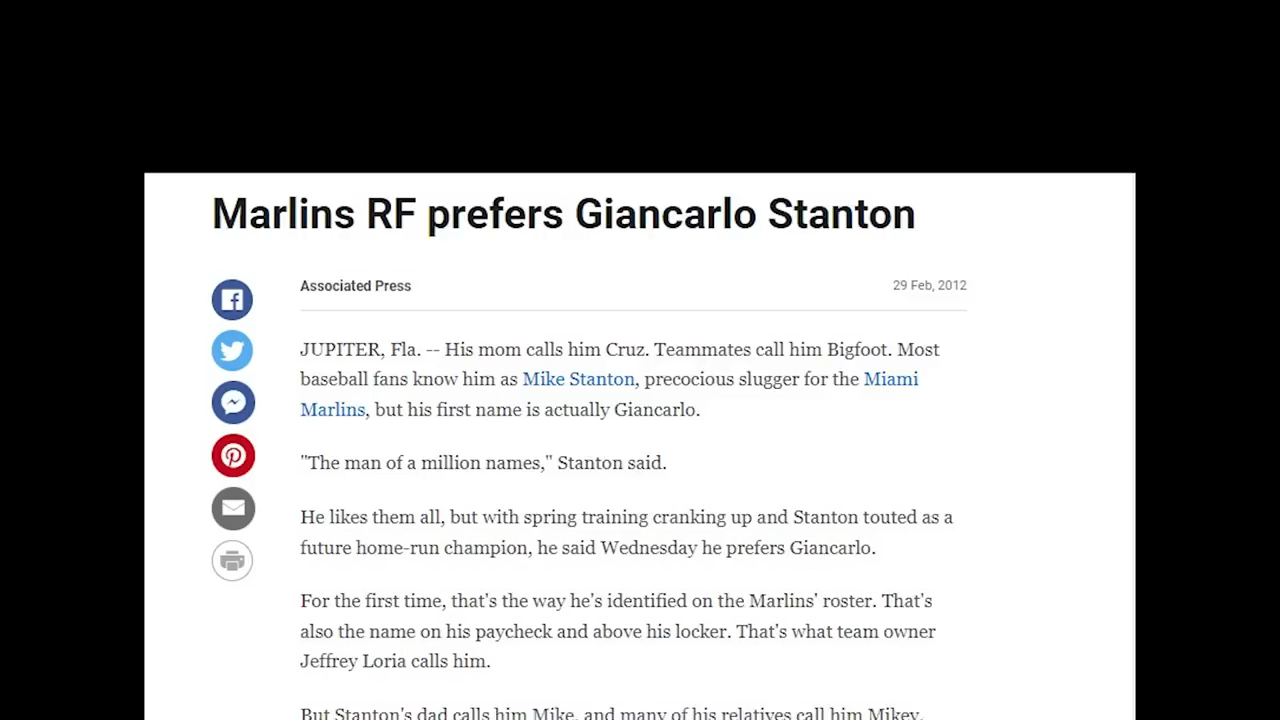 Marlins RF prefers Giancarlo Stanton
Associated Press
29 Feb, 2012
JUPITER, Fla. -- His mom calls him Cruz. Teammates call him Bigfoot. Most
baseball fans know him as Mike Stanton, precocious slugger for the Miami
Marlins, but his first name is actually Giancarlo.
"The man of a million names," Stanton said.
He likes them all, but with spring training cranking up and Stanton touted as a
future home-run champion, he said Wednesday he prefers Giancarlo.
For the first time, that's the way he's identified on the Marlins' roster. That's
also the name on his paycheck and above his locker. That's what team owner
Jeffrey Loria calls him.
But Stanton's dad calls him Mike, and many of his relatives call him Mikey.